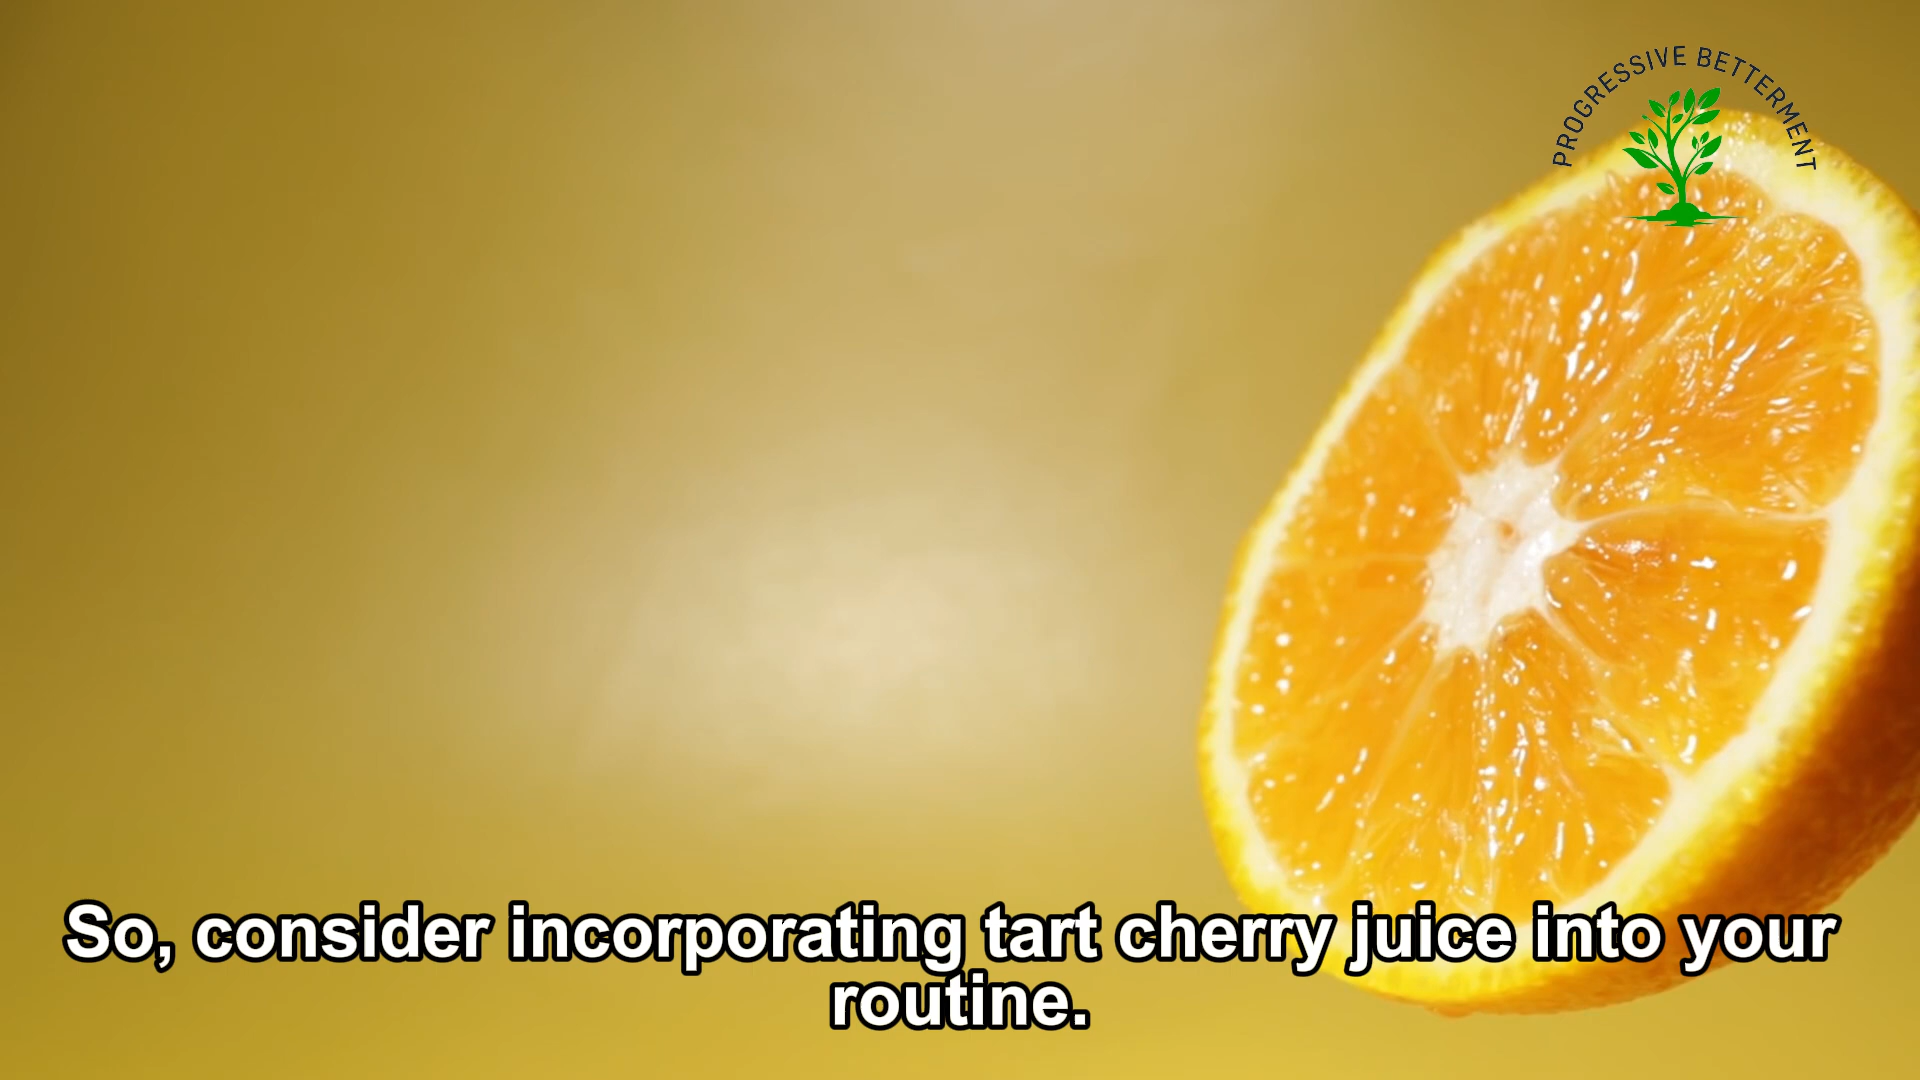 PROGRESSIVE BETTERMENT
So, consider incorporating tart cherry juice into your
routine.